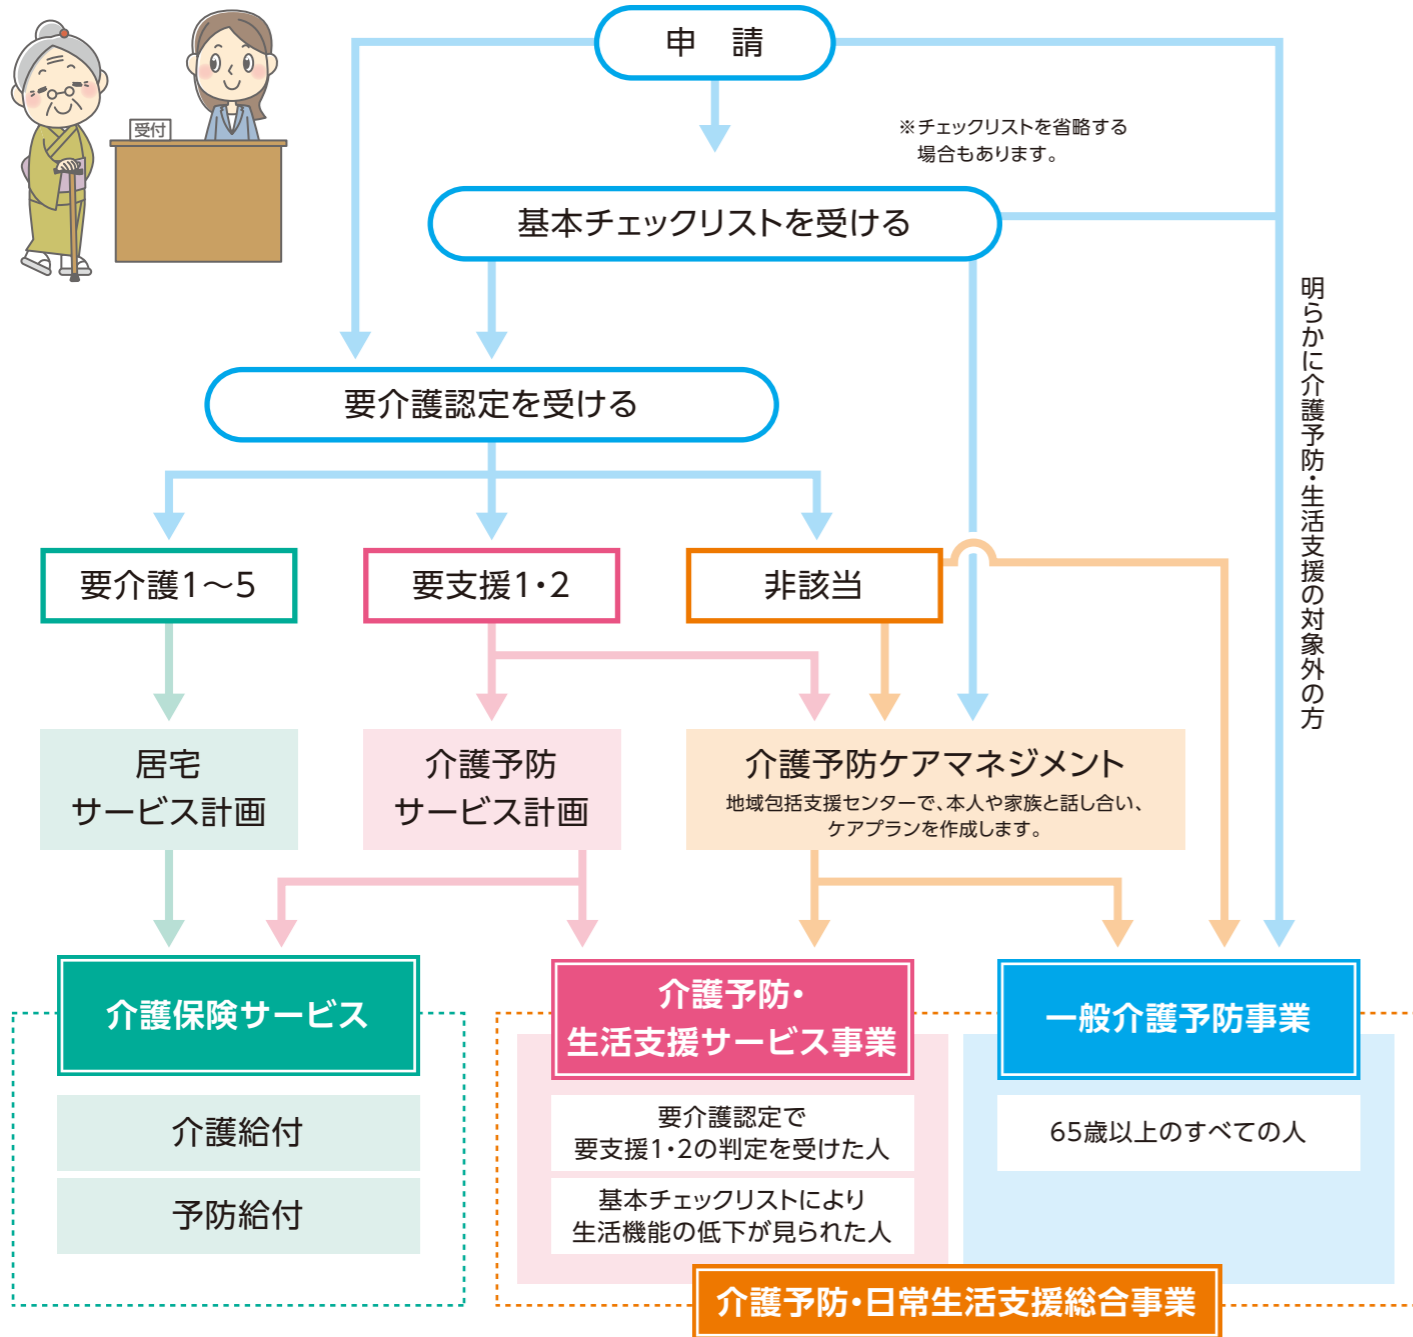 申　請
受付
※チェックリストを省略する
場合もあります。
基本チェックリストを受ける
明らかに介護予防・生活支援の対象外の方
要介護認定を受ける
要介護1～5
要支援1・2
非該当
居宅
サービス計画
介護予防
サービス計画
介護予防ケアマネジメント
地域包括支援センターで、本人や家族と話し合い、
ケアプランを作成します。
介護保険サービス
介護給付
予防給付
介護予防・
生活支援サービス事業
要介護認定で
要支援1・2の判定を受けた人
基本チェックリストにより
生活機能の低下が見られた人
一般介護予防事業
65歳以上のすべての人
介護予防・日常生活支援総合事業